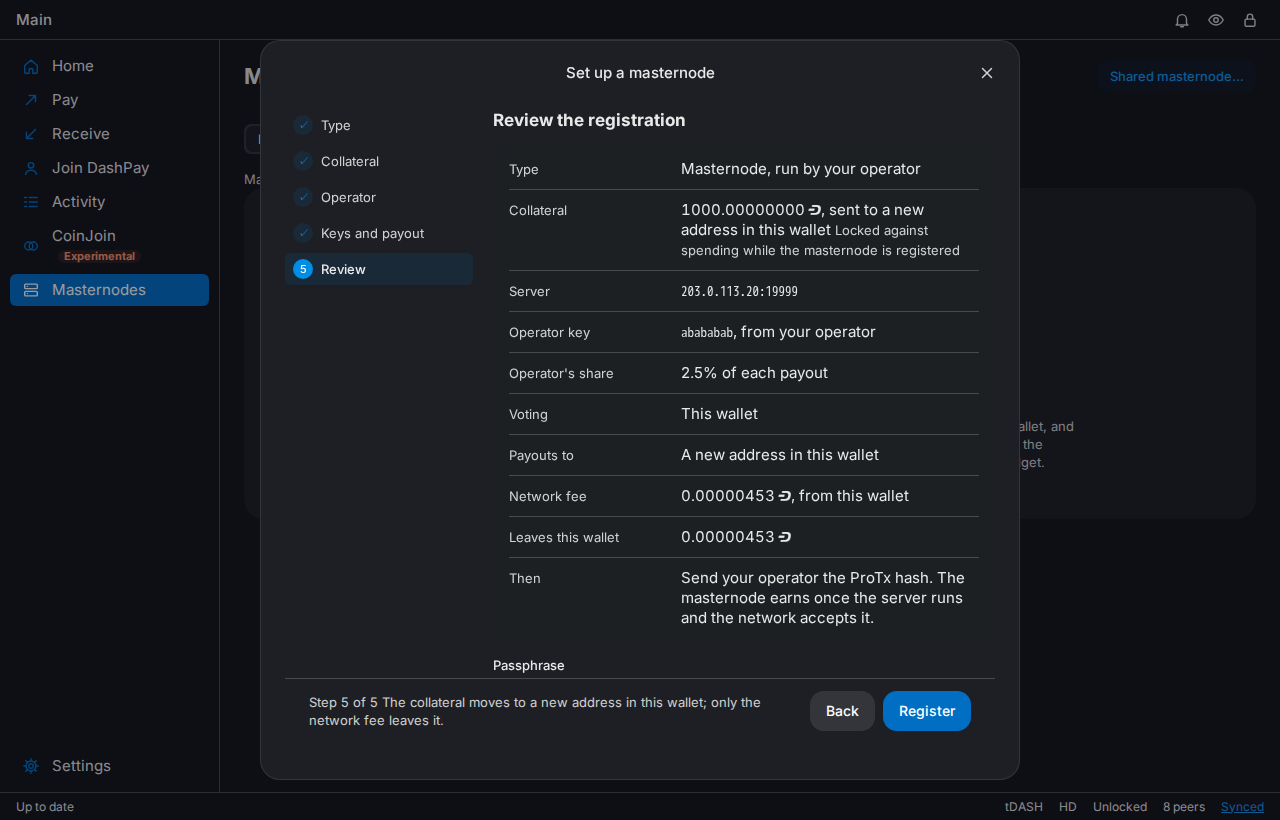 Main
Home
Pay
Receive
Join DashPay
Activity
CoinJoin
Experimental
Masternodes
Settings
Shared masternode...
Set up a masternode
✓ Type
✓ Collateral
✓ Operator
✓ Keys and payout
5 Review
Review the registration
Type Masternode, run by your operator
Collateral 1000.00000000, sent to a new
address in this wallet Locked against
spending while the masternode is registered
Server 203.0.113.20:19999
Operator key abababab, from your operator
Operator's share 2.5% of each payout
Voting This wallet
Payouts to A new address in this wallet
Network fee 0.00000453, from this wallet
Leaves this wallet 0.00000453
Then Send your operator the ProTx hash. The
masternode earns once the server runs
and the network accepts it.
Passphrase
Step 5 of 5 The collateral moves to a new address in this wallet; only the
network fee leaves it.
Back Register
and
the
Up to date tDASH HD Unlocked 8 peers Synced